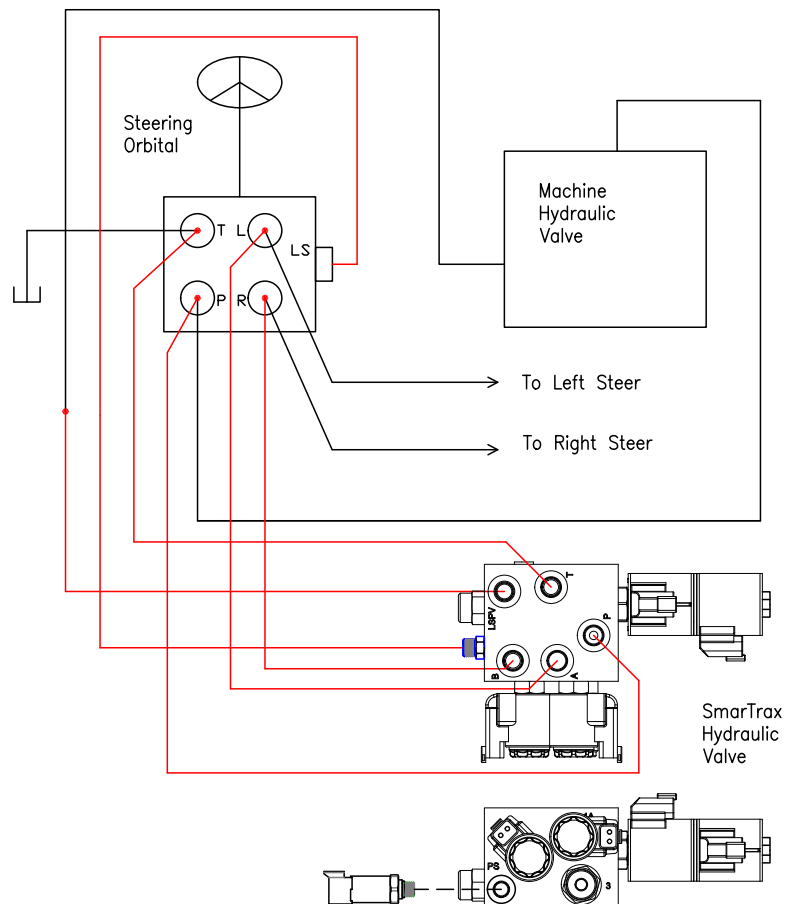 Steering
Orbital
Machine
Hydraulic
Valve
T L
LS
P R
To Left Steer
To Right Steer
T
LSPV
P
B
A
SmarTrax
Hydraulic
Valve
PS
3